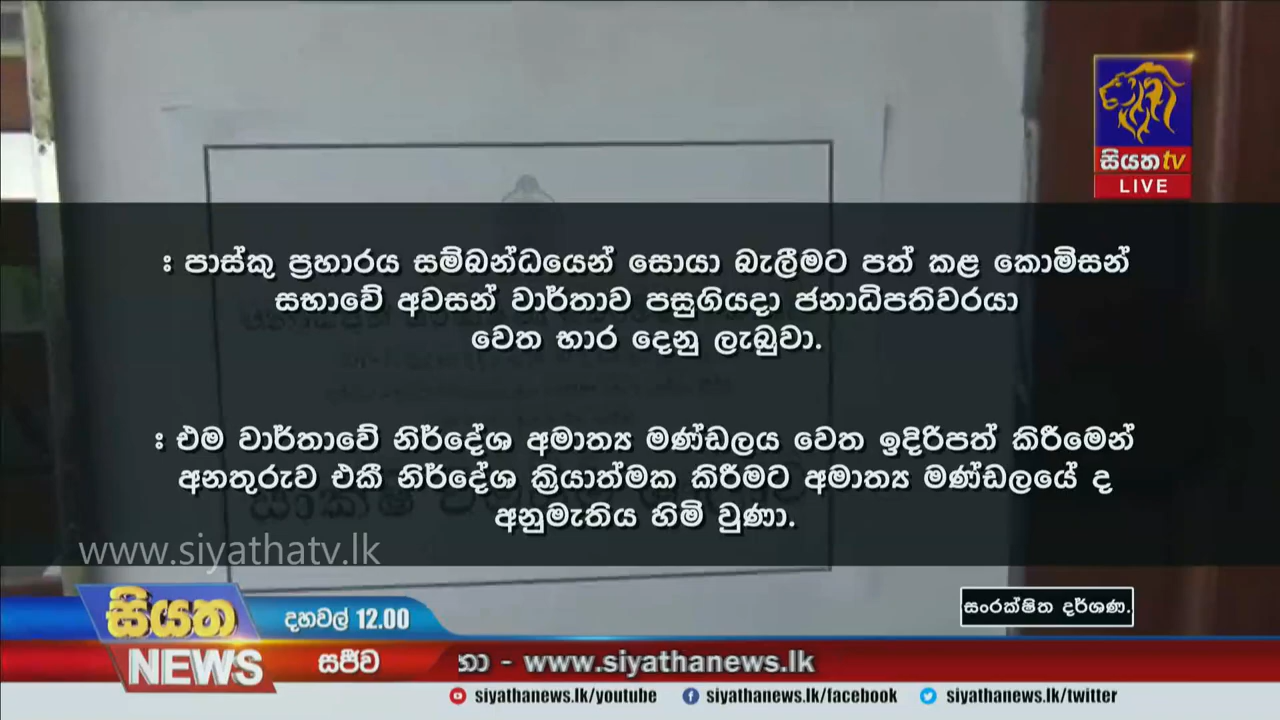 සියත tv
LIVE
: පාස්කු ප්‍රහාරය සම්බන්ධයෙන් සොයා බැලීමට පත් කළ කොමිසන්
සභාවේ අවසන් වාර්තාව පසුගියදා ජනාධිපතිවරයා
වෙත භාර දෙනු ලැබුවා.
: එම වාර්තාවේ නිර්දේශ අමාත්‍ය මණ්ඩලය වෙත ඉදිරිපත් කිරීමෙන්
අනතුරුව එකී නිර්දේශ ක්‍රියාත්මක කිරීමට අමාත්‍ය මණ්ඩලයේ ද
අනුමැතිය හිමි වුණා.
www.siyathatv.lk
සංරක්ෂිත දර්ශණ.
සියත
දහවල් 12.00
NEWS
සජීව
- www.siyathanews.lk
siyathanews.lk/youtube
siyathanews.lk/facebook
siyathanews.lk/twitter